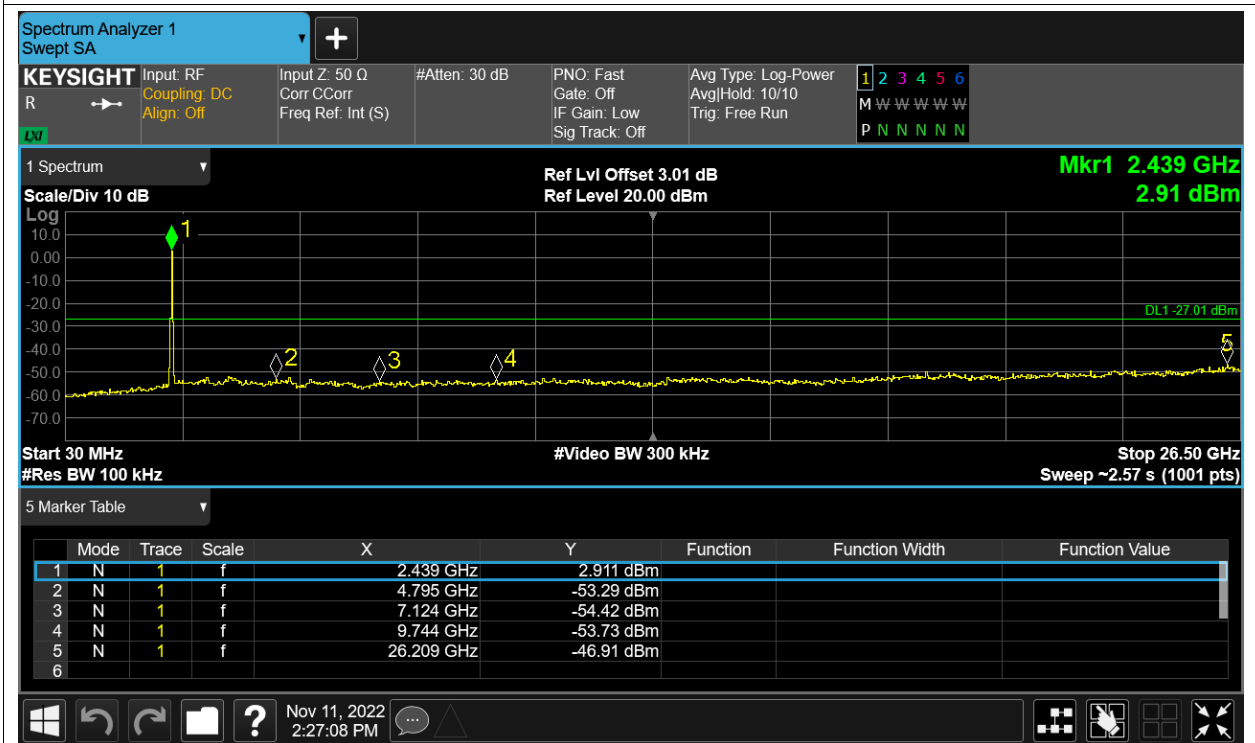 Spectrum Analyzer 1
Swept SA
KEYSIGHT
R
LXI
Input: RF
Coupling: DC
Align: Off
Input Z: 50 Ω
Corr CCorr
Freq Ref: Int (S)
#Atten: 30 dB
PNO: Fast
Gate: Off
IF Gain: Low
Sig Track: Off
Avg Type: Log-Power
Avg|Hold: 10/10
Trig: Free Run
1 2 3 4 5 6
M W W W W W
P N N N N N
1 Spectrum
Scale/Div 10 dB
Ref Lvl Offset 3.01 dB
Ref Level 20.00 dBm
Mkr1 2.439 GHz
2.91 dBm
Log
10.0
0.00
-10.0
-20.0
-30.0
-40.0
-50.0
-60.0
-70.0
1
2
3
4
5
DL1 -27.01 dBm
Start 30 MHz
#Res BW 100 kHz
#Video BW 300 kHz
Stop 26.50 GHz
Sweep ~2.57 s (1001 pts)
5 Marker Table
Mode Trace Scale X Y Function Function Width Function Value
1 N 1 f 2.439 GHz 2.911 dBm
2 N 1 f 4.795 GHz -53.29 dBm
3 N 1 f 7.124 GHz -54.42 dBm
4 N 1 f 9.744 GHz -53.73 dBm
5 N 1 f 26.209 GHz -46.91 dBm
6
?
Nov 11, 2022
2:27:08 PM